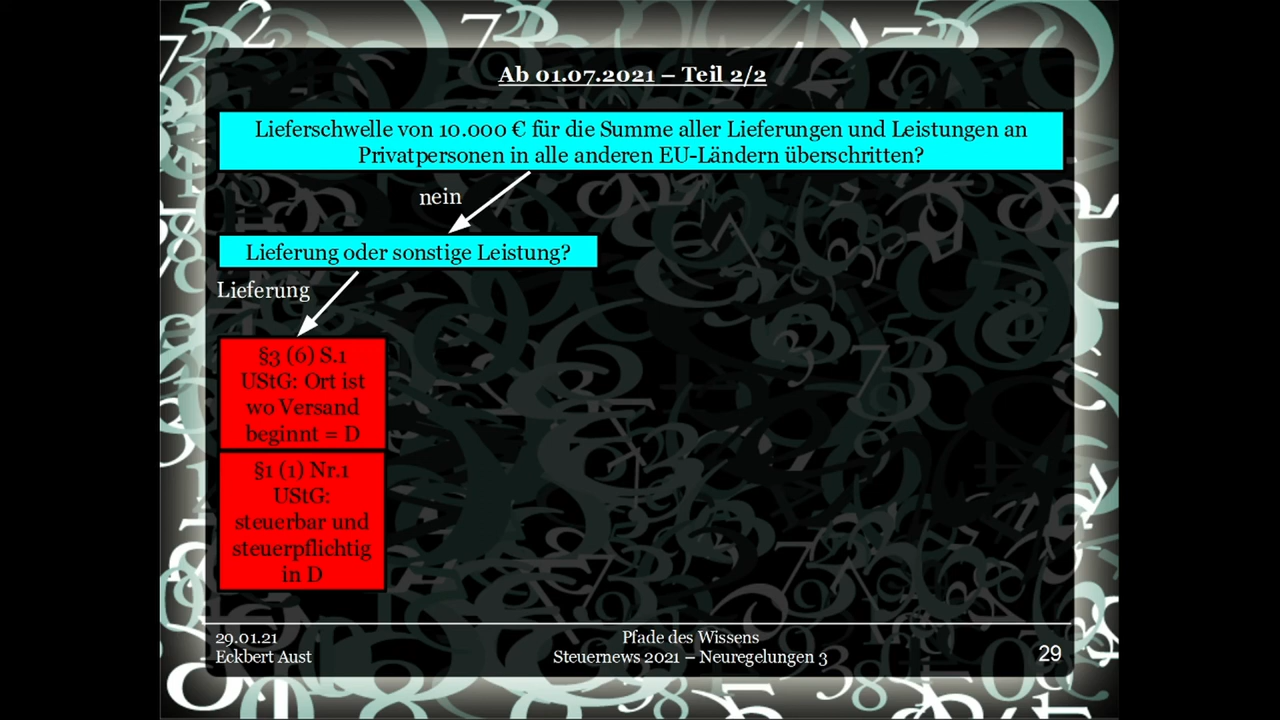 Ab 01.07.2021 – Teil 2/2
Lieferschwelle von 10.000 € für die Summe aller Lieferungen und Leistungen an
Privatpersonen in alle anderen EU-Ländern überschritten?
nein
Lieferung oder sonstige Leistung?
Lieferung
§3 (6) S.1
UStG: Ort ist
wo Versand
beginnt = D
§1 (1) Nr.1
UStG:
steuerbar und
steuerpflichtig
in D
29.01.21
Eckbert Aust
Pfade des Wissens
Steuernews 2021 – Neuregelungen 3
29